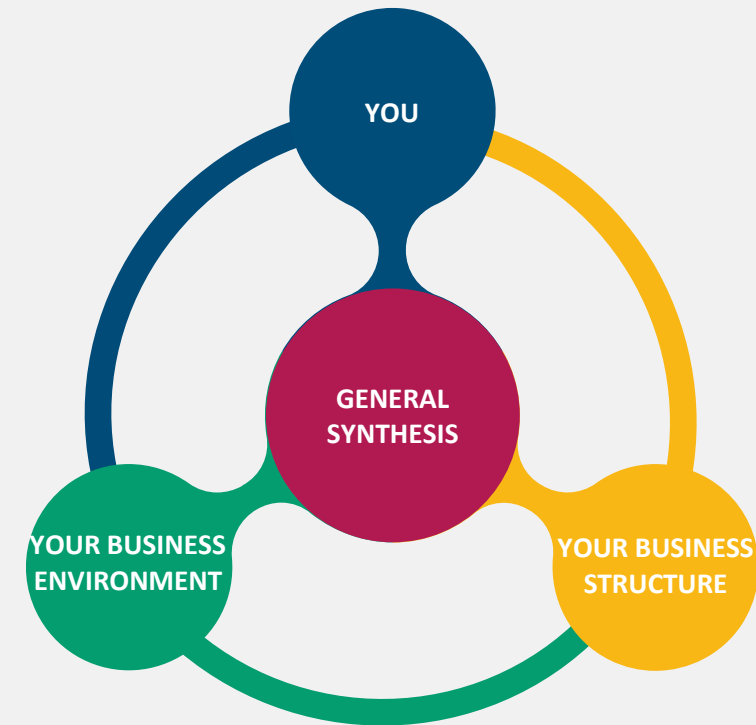 YOU
GENERAL
SYNTHESIS
YOUR BUSINESS
ENVIRONMENT
YOUR BUSINESS
STRUCTURE